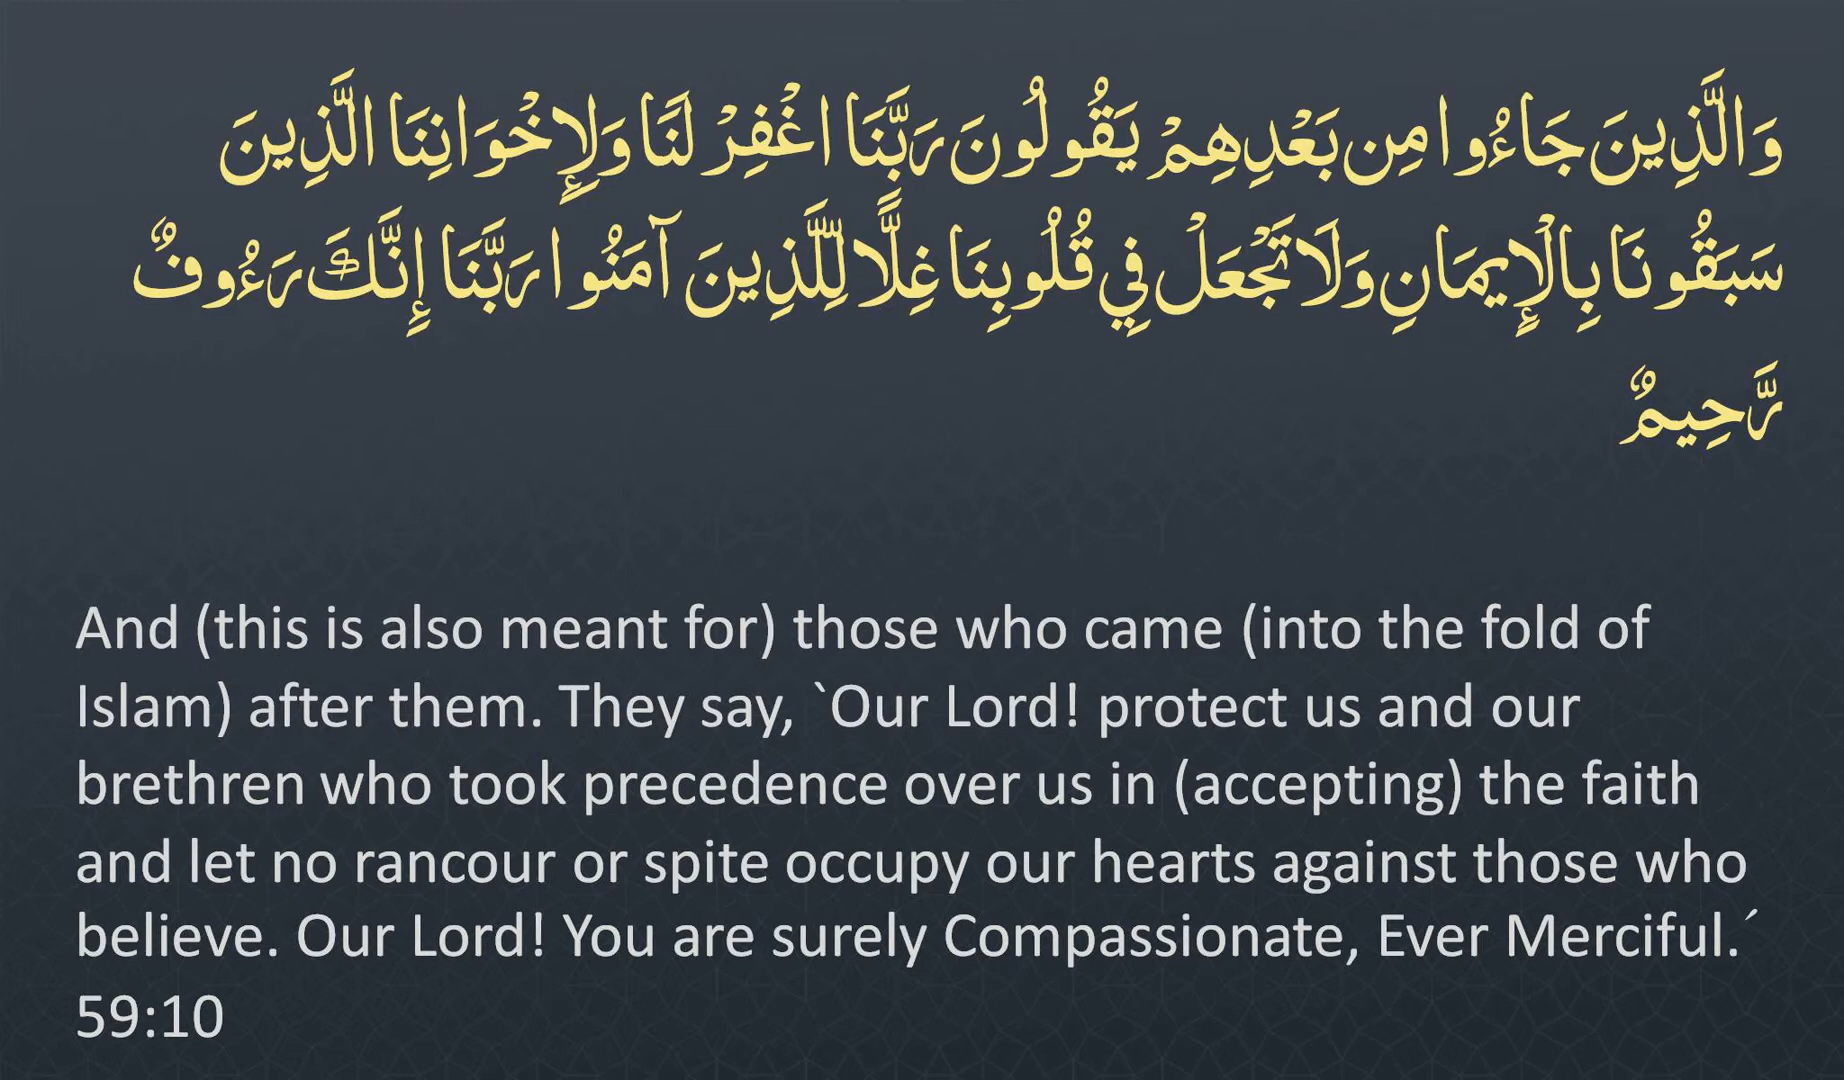 وَالَّذِينَ جَاءُوا مِن بَعْدِهِمْ يَقُولُونَ رَبَّنَا اغْفِرْ لَنَا وَلِإِخْوَانِنَا الَّذِينَ
سَبَقُونَا بِالْإِيمَانِ وَلَا تَجْعَلْ فِي قُلُوبِنَا غِلًّا لِّلَّذِينَ آمَنُوا رَبَّنَا إِنَّكَ رَءُوفٌ
رَّحِيمٌ
And (this is also meant for) those who came (into the fold of
Islam) after them. They say, `Our Lord! protect us and our
brethren who took precedence over us in (accepting) the faith
and let no rancour or spite occupy our hearts against those who
believe. Our Lord! You are surely Compassionate, Ever Merciful.´
59:10